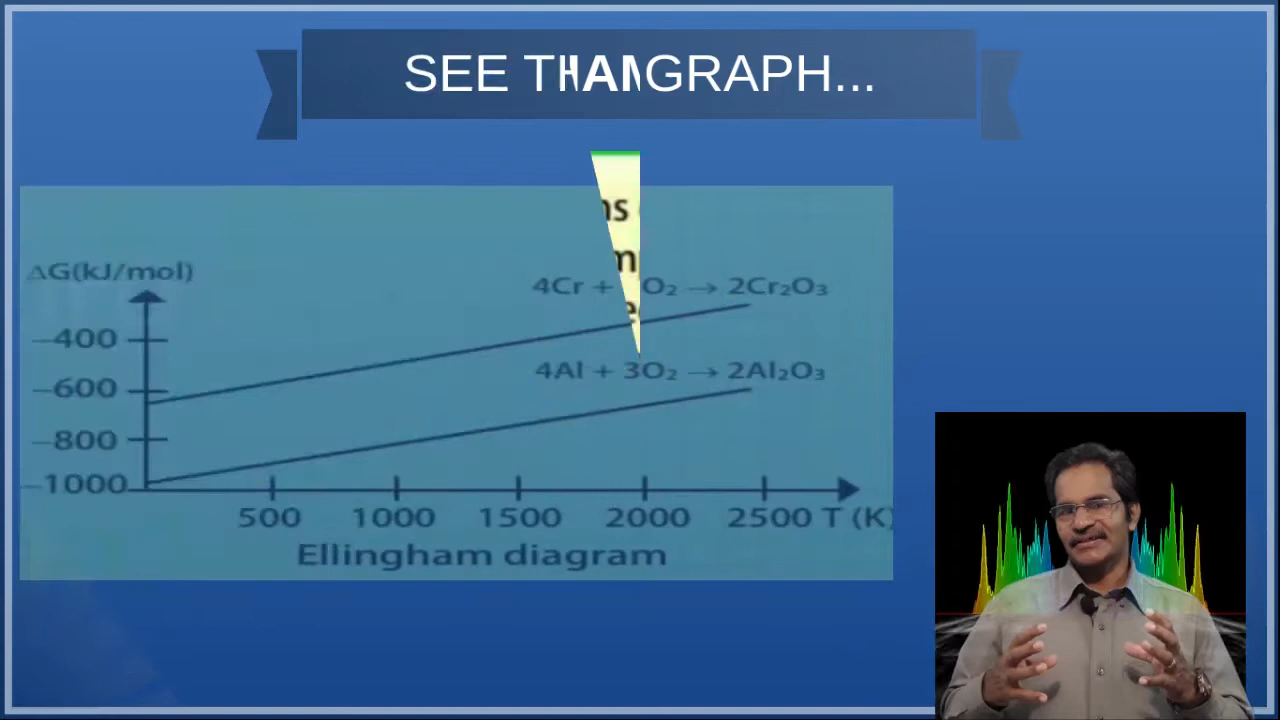 SEE THANGRAPH...
ns
m
ΔG(kJ/mol)
4Cr + O₂ → 2Cr₂O₃
–400
4Al + 3O₂ → 2Al₂O₃
–600
–800
–1000
500 1000 1500 2000 2500 T (K)
Ellingham diagram